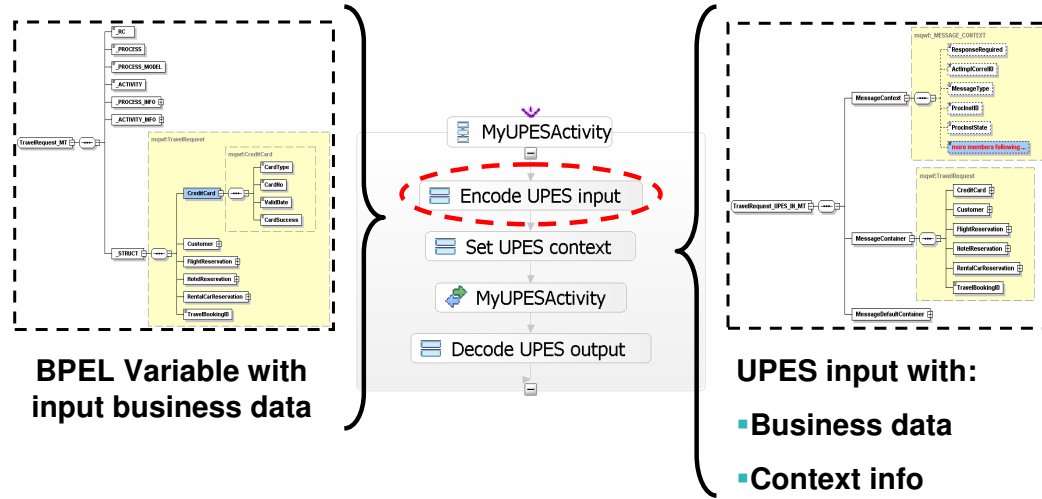 _RC
_PROCESS
_PROCESS_MODEL
_ACTIVITY
_PROCESS_INFO
_ACTIVITY_INFO
TravelRequest_MT
mqwf:TravelRequest
mqwf:CreditCard
CardType
CardNo
ValidDate
CardSuccess
CreditCard
_STRUCT
Customer
FlightReservation
HotelReservation
RentalCarReservation
TravelBookingID
BPEL Variable with
input business data
MyUPESActivity
Encode UPES input
Set UPES context
MyUPESActivity
Decode UPES output
mqwf:_MESSAGE_CONTEXT
ResponseRequired
ActImplCorrelID
MessageType
ProcInstID
ProcInstState
more members following ...
MessageContext
TravelRequest_UPES_IN_MT
mqwf:TravelRequest
CreditCard
Customer
FlightReservation
HotelReservation
RentalCarReservation
TravelBookingID
MessageContainer
MessageDefaultContainer
UPES input with:
▪Business data
▪Context info